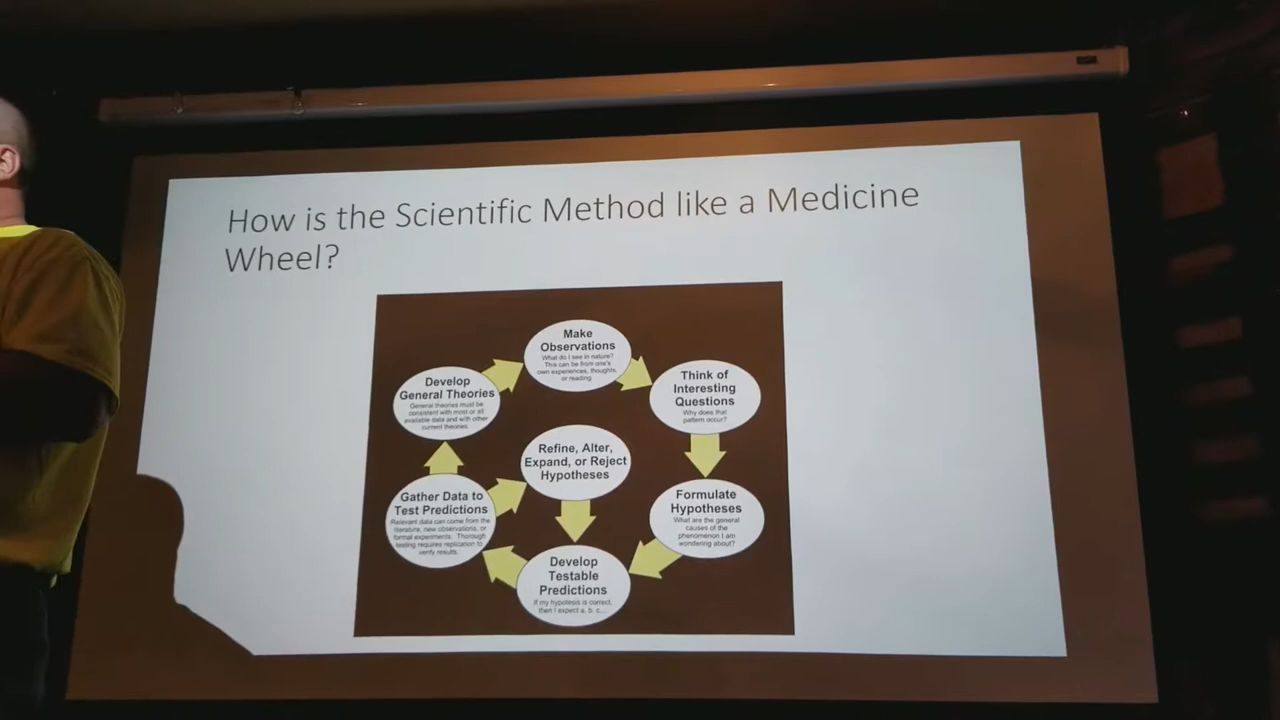 How is the Scientific Method like a Medicine
Wheel?
Make
Observations
What do I see in nature?
This can be from one's
own experiences, thoughts,
or reading.
Think of
Interesting
Questions
Why does that
pattern occur?
Formulate
Hypotheses
What are the general
causes of the
phenomenon I am
wondering about?
Develop
Testable
Predictions
If my hypotesis is correct,
then I expect a, b, c...
Gather Data to
Test Predictions
Relevant data can come from the
literature, new observations, or
formal experiments. Thorough
testing requires replication to
verify results.
Refine, Alter,
Expand, or Reject
Hypotheses
Develop
General Theories
General theories must be
consistent with most or all
available data and with other
current theories.